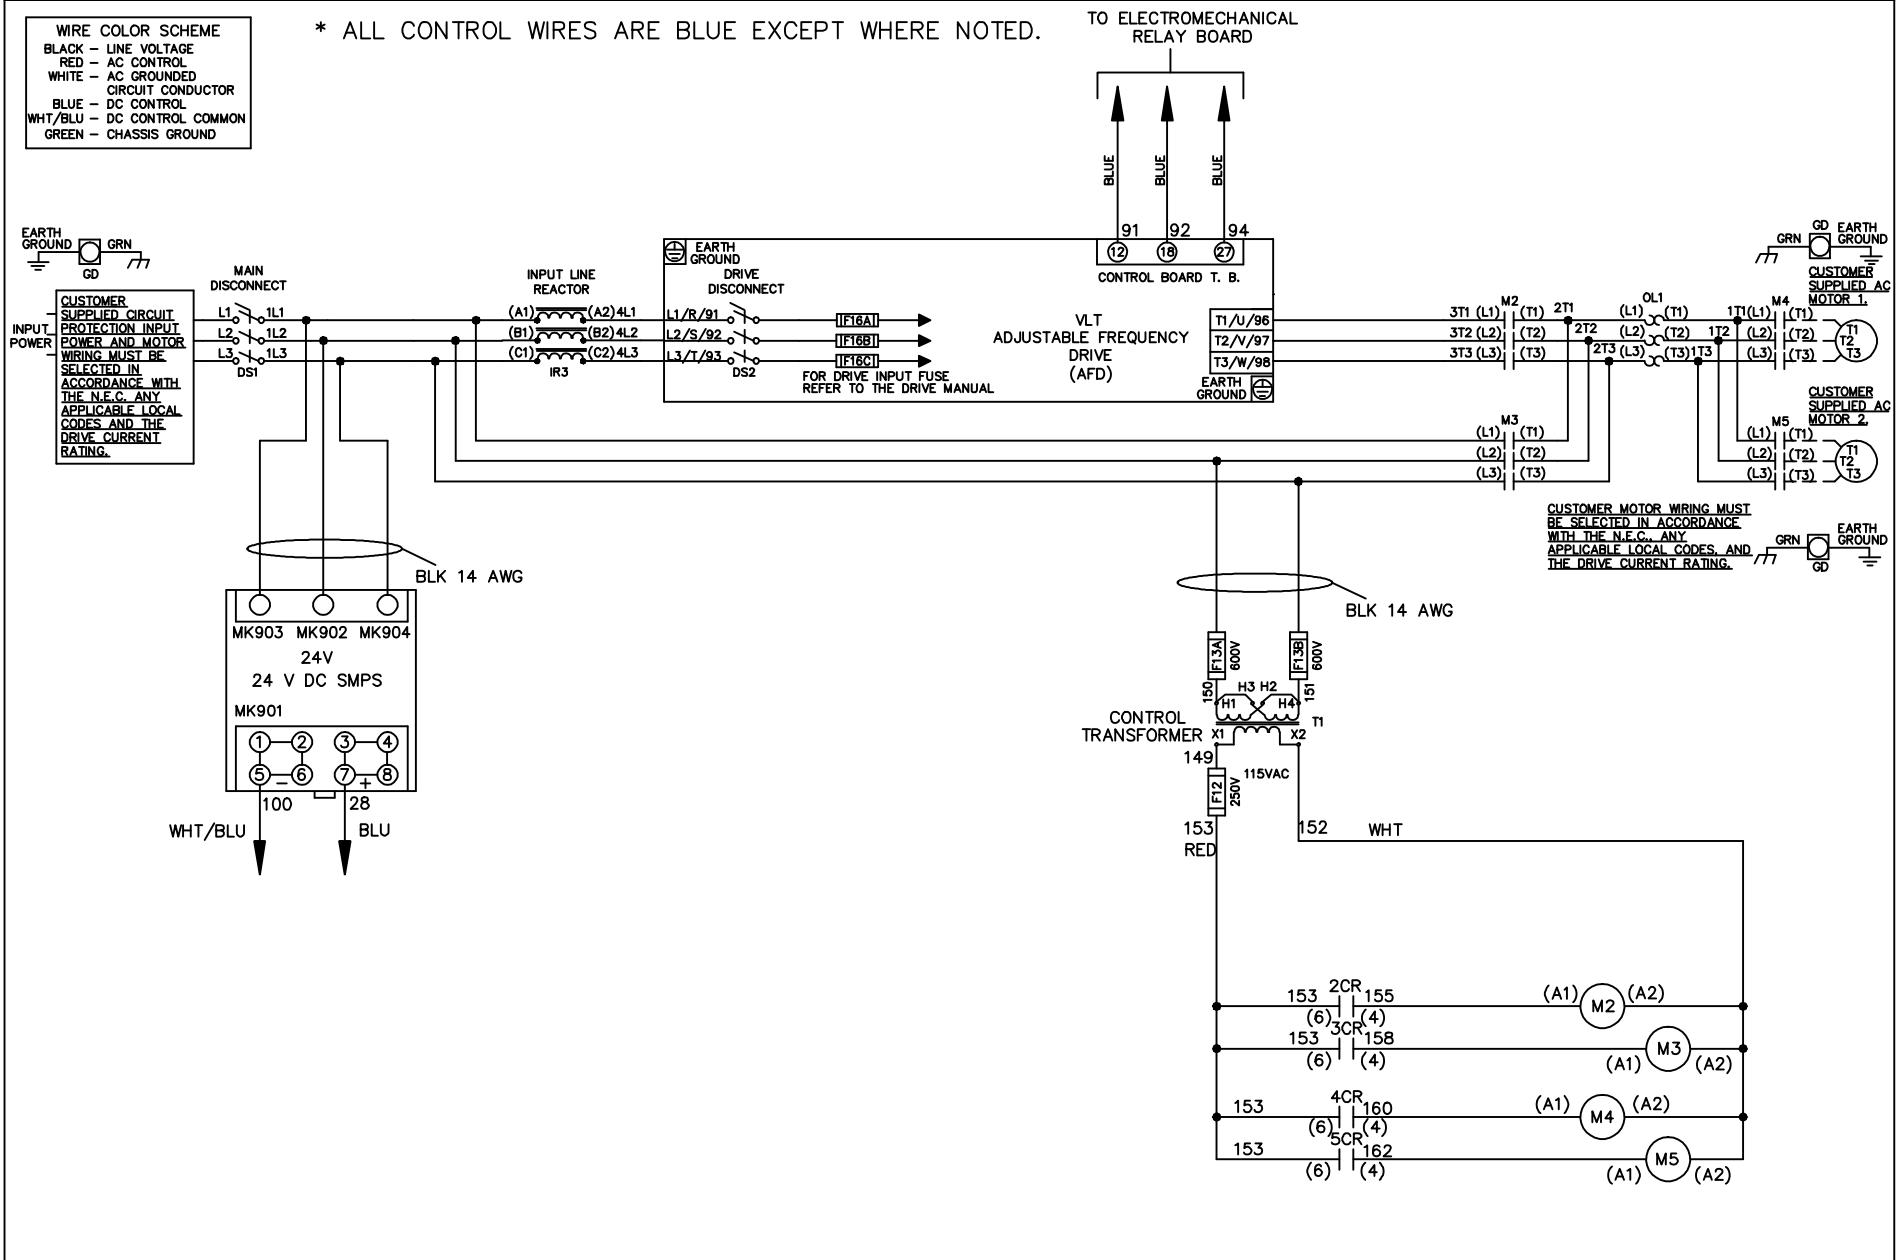 WIRE COLOR SCHEME
BLACK – LINE VOLTAGE
RED – AC CONTROL
WHITE – AC GROUNDED
CIRCUIT CONDUCTOR
BLUE – DC CONTROL
WHT/BLU – DC CONTROL COMMON
GREEN – CHASSIS GROUND
* ALL CONTROL WIRES ARE BLUE EXCEPT WHERE NOTED.
TO ELECTROMECHANICAL
RELAY BOARD
BLUE
BLUE
BLUE
91
92
94
12
18
27
CONTROL BOARD T. B.
EARTH
GROUND
GRN
GD
MAIN
DISCONNECT
INPUT
POWER
CUSTOMER
SUPPLIED CIRCUIT
PROTECTION INPUT
POWER AND MOTOR
WIRING MUST BE
SELECTED IN
ACCORDANCE WITH
THE N.E.C. ANY
APPLICABLE LOCAL
CODES AND THE
DRIVE CURRENT
RATING.
L1 1L1
L2 1L2
L3 1L3
DS1
INPUT LINE
REACTOR
(A1) (A2) 4L1
(B1) (B2) 4L2
(C1) (C2) 4L3
IR3
EARTH
GROUND
DRIVE
DISCONNECT
L1/R/91
L2/S/92
L3/T/93
DS2
IF16A
IF16B
IF16C
FOR DRIVE INPUT FUSE
REFER TO THE DRIVE MANUAL
VLT
ADJUSTABLE FREQUENCY
DRIVE
(AFD)
T1/U/96
T2/V/97
T3/W/98
EARTH
GROUND
M2
3T1 (L1) (T1) 2T1
3T2 (L2) (T2) 2T2
3T3 (L3) (T3) 2T3
OL1
(L1) (T1) 1T1
(L2) (T2) 1T2
(L3) (T3) 1T3
M4
(L1) (T1)
(L2) (T2)
(L3) (T3)
T1
T2
T3
GRN
GD
EARTH
GROUND
CUSTOMER
SUPPLIED AC
MOTOR 1.
M3
(L1) (T1)
(L2) (T2)
(L3) (T3)
CUSTOMER
SUPPLIED AC
MOTOR 2.
M5
(L1) (T1)
(L2) (T2)
(L3) (T3)
T1
T2
T3
CUSTOMER MOTOR WIRING MUST
BE SELECTED IN ACCORDANCE
WITH THE N.E.C., ANY
APPLICABLE LOCAL CODES, AND
THE DRIVE CURRENT RATING.
GRN
GD
EARTH
GROUND
BLK 14 AWG
MK903 MK902 MK904
24V
24 V DC SMPS
MK901
1 2 3 4
5 – 6 7 + 8
100
28
WHT/BLU
BLU
BLK 14 AWG
F13A
600V
F13B
600V
150
151
H3 H2
H1 H4
T1
CONTROL
TRANSFORMER
X1 X2
149
115VAC
F12
250V
153
RED
152
WHT
153 2CR 155
(6) (4)
(A1) M2 (A2)
153 3CR 158
(6) (4)
(A1) M3 (A2)
153 4CR 160
(6) (4)
(A1) M4 (A2)
153 5CR 162
(6) (4)
(A1) M5 (A2)